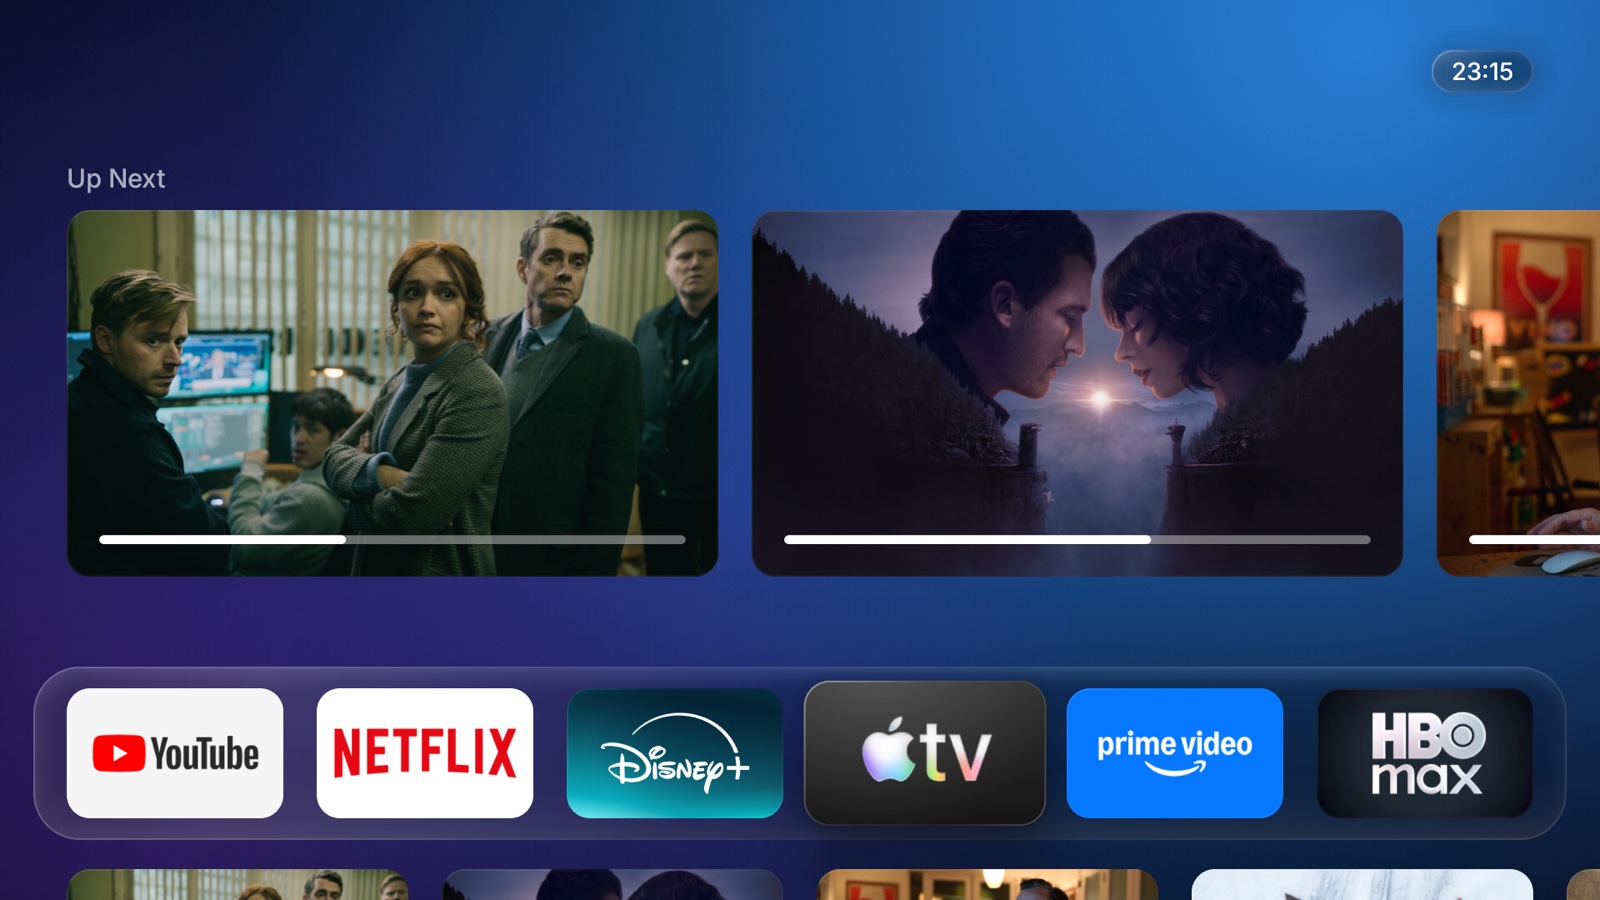 23:15
Up Next
YouTube
NETFLIX
Disney+
tv
prime video
HBO
max